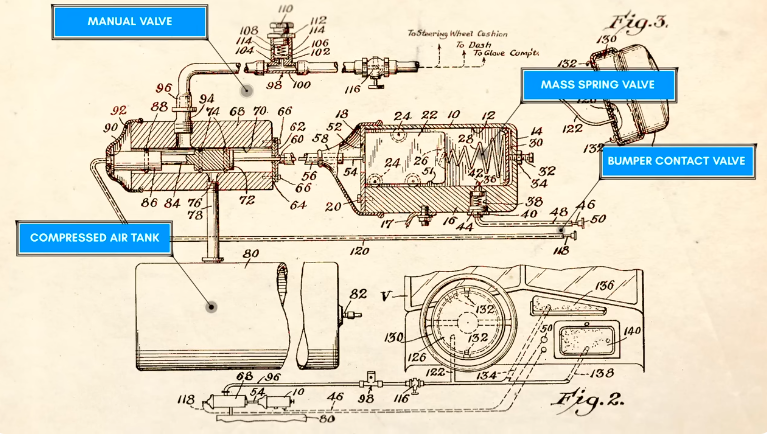 MANUAL VALVE
110
108 112
114 114
104 106
102
98 100
116
To Steering Wheel Cushion
To Dash
To Glove Compt.
Fig.3.
130
132
MASS SPRING VALVE
122
132
BUMPER CONTACT VALVE
96
94
92 88 74 68 70 66
90 62
60
86 84 76 72 66
78 64
18 24 22 10 12
52 28 14
58 30
26
56 54 24 51 42 36 32
34
20 17 16 44 38
40
48 46
50
118
120
COMPRESSED AIR TANK
80
82
V
136
132
50
130 132 140
126
122 134 138
96
118 68 54 10 46 98 116
80
Fig.2.